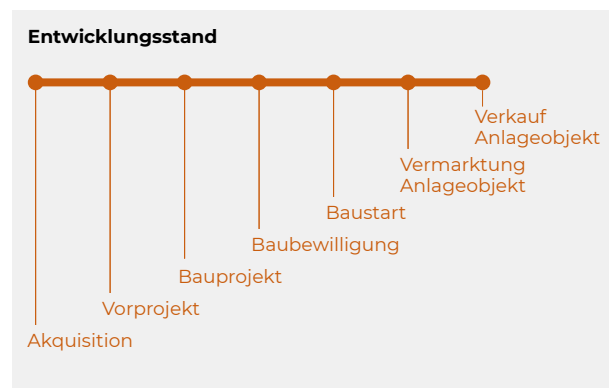 Entwicklungsstand
Verkauf
Anlageobjekt
Vermarktung
Anlageobjekt
Baustart
Baubewilligung
Bauprojekt
Vorprojekt
Akquisition